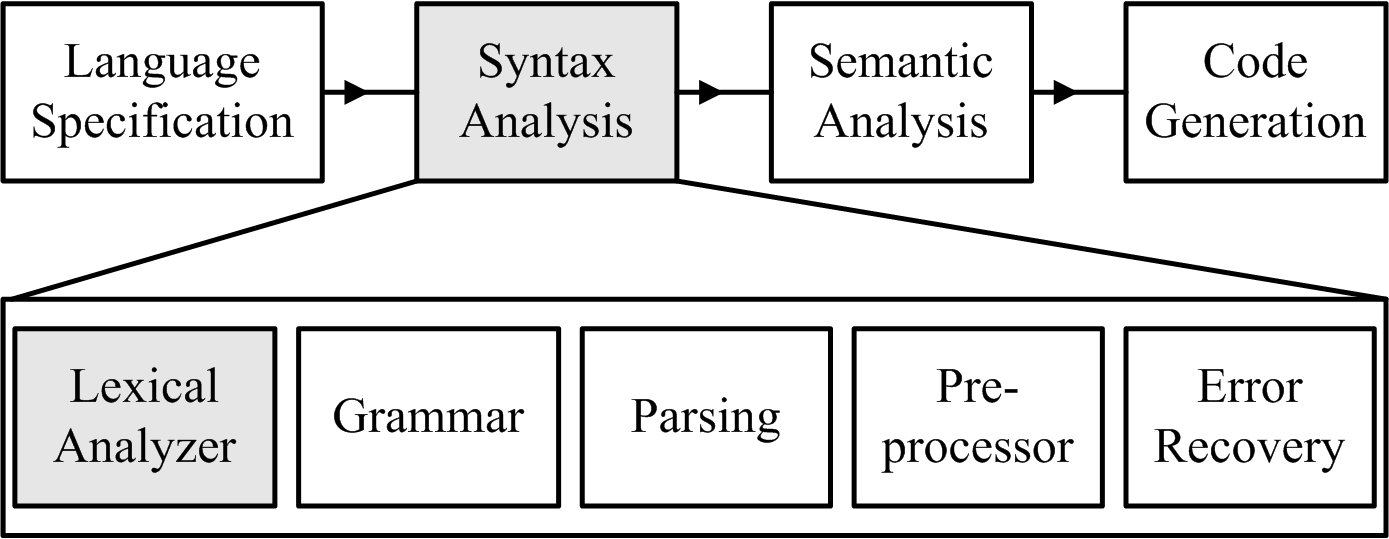 Language
Specification
Syntax
Analysis
Semantic
Analysis
Code
Generation
Lexical
Analyzer
Grammar
Parsing
Pre-
processor
Error
Recovery